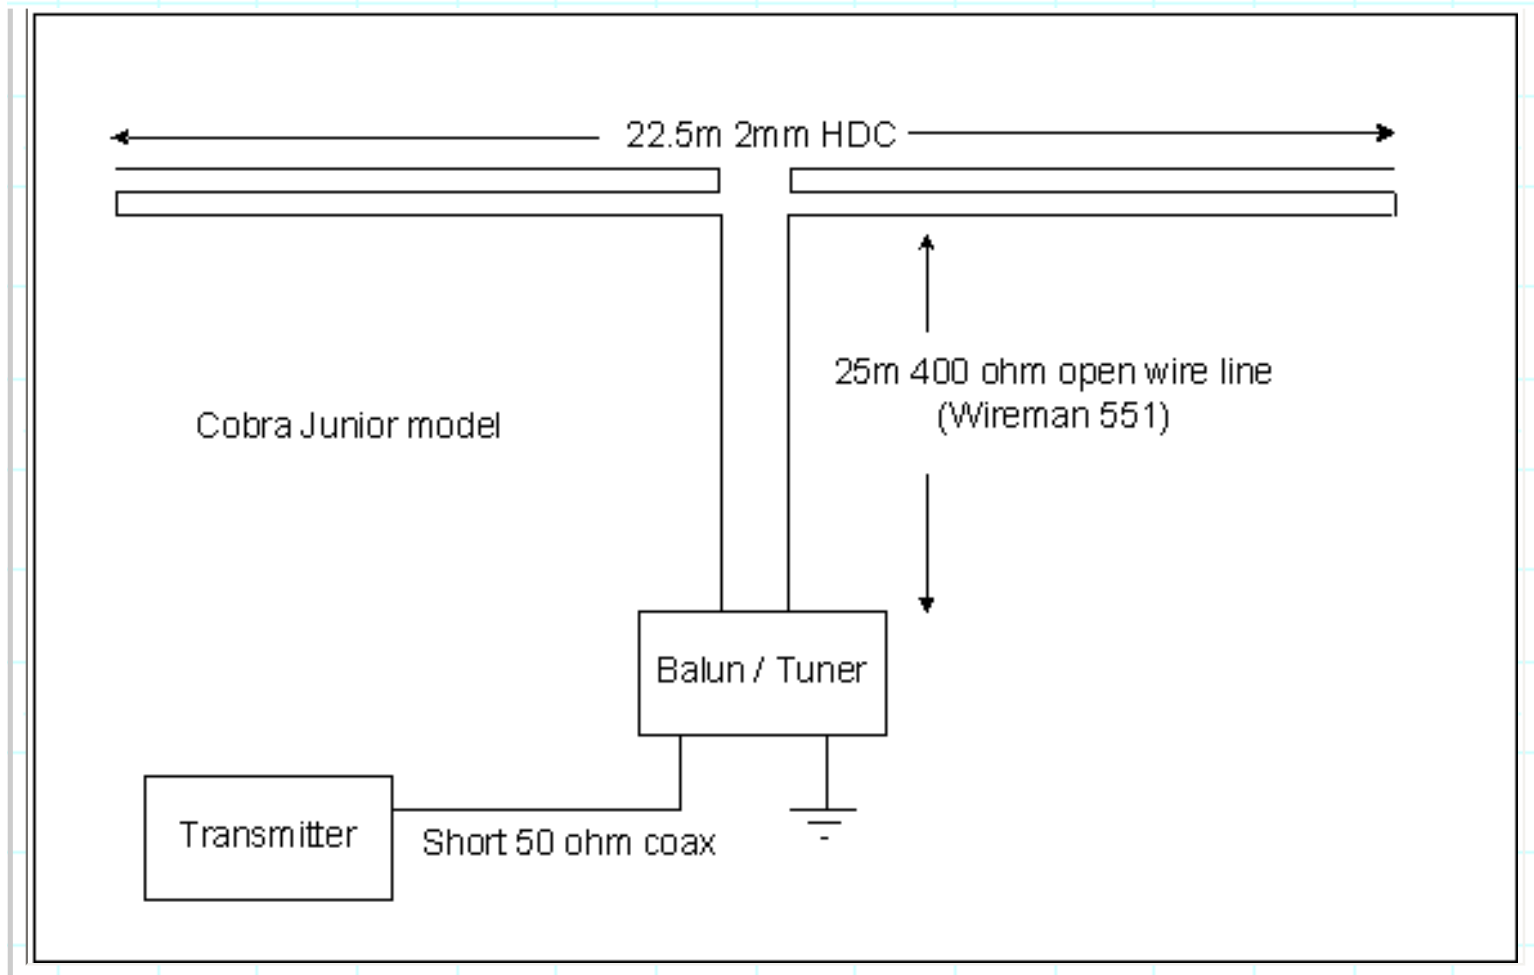 22.5m 2mm HDC
25m 400 ohm open wire line
(Wireman 551)
Cobra Junior model
Balun / Tuner
Transmitter
Short 50 ohm coax